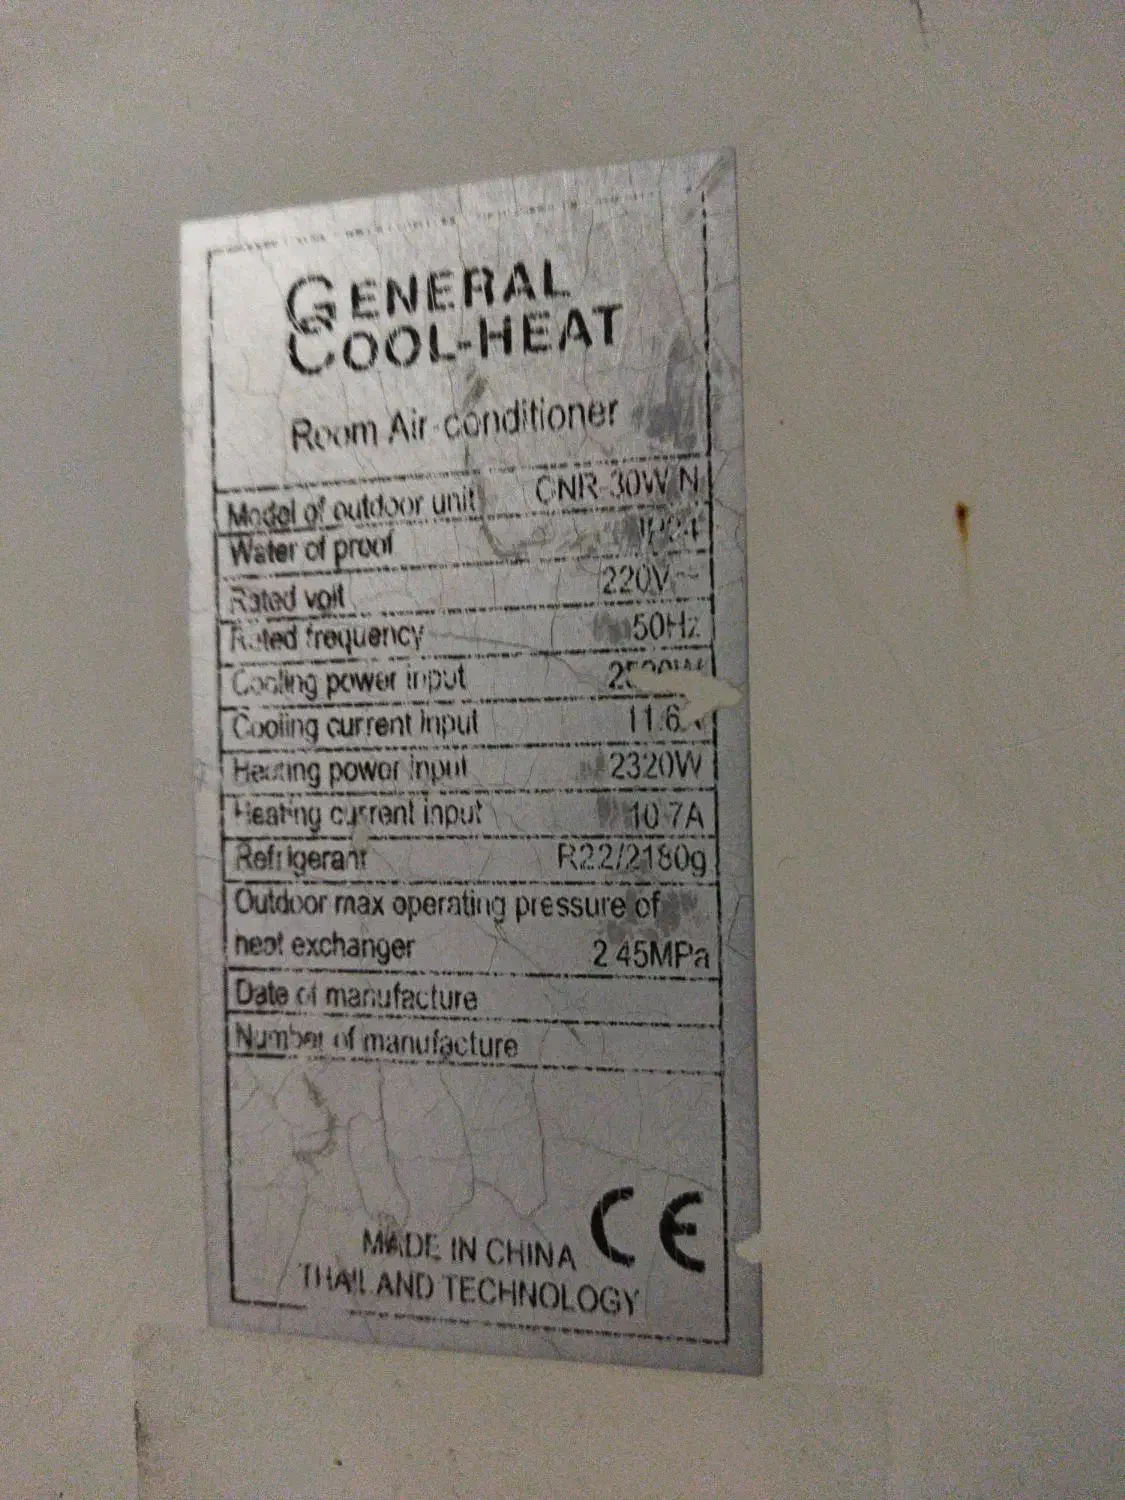 GENERAL
COOL-HEAT
Room Air-conditioner
Model of outdoor unit
Water of proof IP24
Rated volt 220V~
Rated frequency 50Hz
Cooling power input
Cooling current input 11.6A
Heating power input 2320W
Heating current input 10.7A
Refrigerant R22/2180g
Outdoor max operating pressure of
heat exchanger 2.45MPa
Date of manufacture
Number of manufacture
CE
MADE IN CHINA
THAILAND TECHNOLOGY